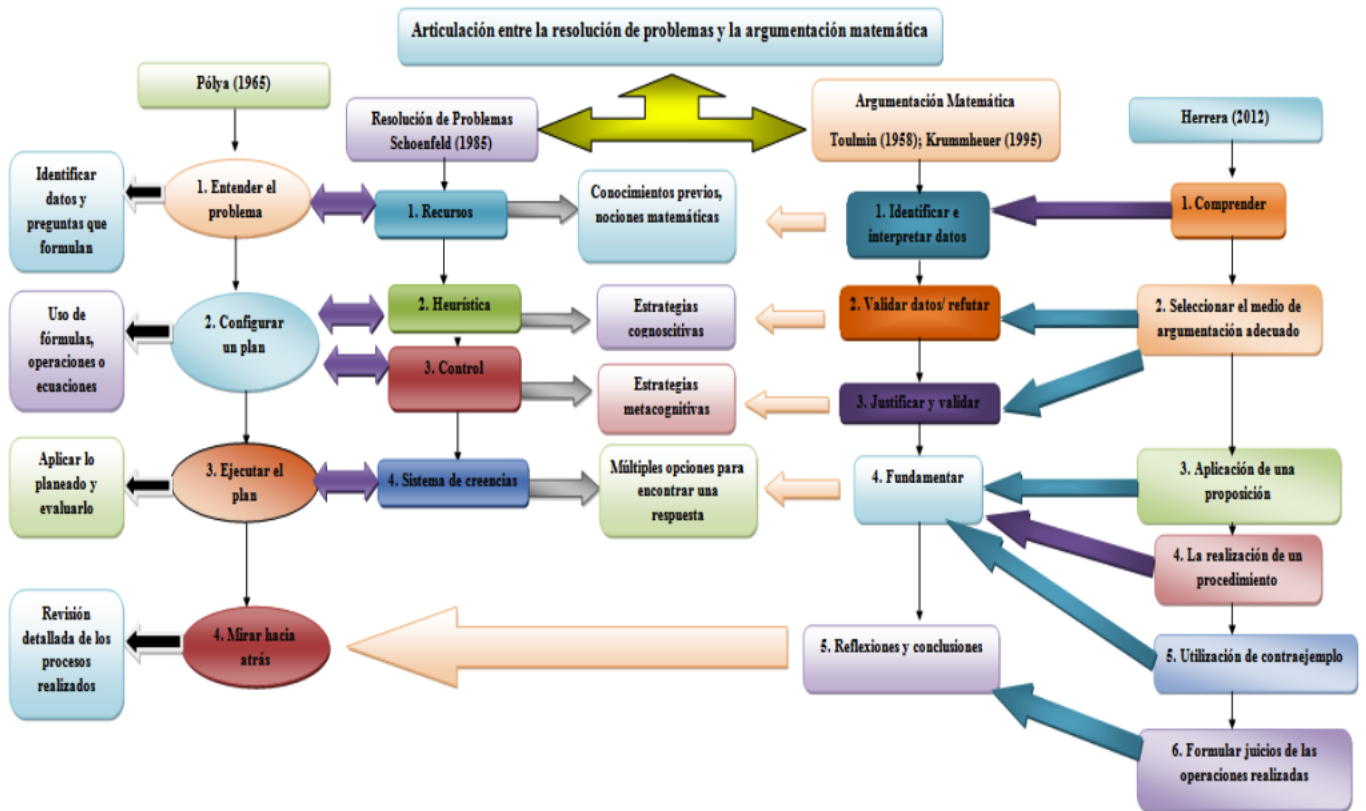 Articulación entre la resolución de problemas y la argumentación matemática
Pólya (1965)
Resolución de Problemas
Schoenfeld (1985)
Argumentación Matemática
Toulmin (1958); Krummheuer (1995)
Herrera (2012)
Identificar
datos y
preguntas que
formulan
1. Entender el
problema
1. Recursos
Conocimientos previos,
nociones matemáticas
1. Identificar e
interpretar datos
1. Comprender
Uso de
fórmulas,
operaciones o
ecuaciones
2. Configurar
un plan
2. Heurística
Estrategias
cognoscitivas
2. Validar datos/ refutar
2. Seleccionar el medio de
argumentación adecuado
3. Control
Estrategias
metacognitivas
3. Justificar y validar
Aplicar lo
planeado y
evaluarlo
3. Ejecutar el
plan
4. Sistema de creencias
Múltiples opciones para
encontrar una
respuesta
4. Fundamentar
3. Aplicación de una
proposición
4. La realización de un
procedimiento
Revisión
detallada de los
procesos
realizados
4. Mirar hacia
atrás
5. Reflexiones y conclusiones
5. Utilización de contraejemplo
6. Formular juicios de las
operaciones realizadas